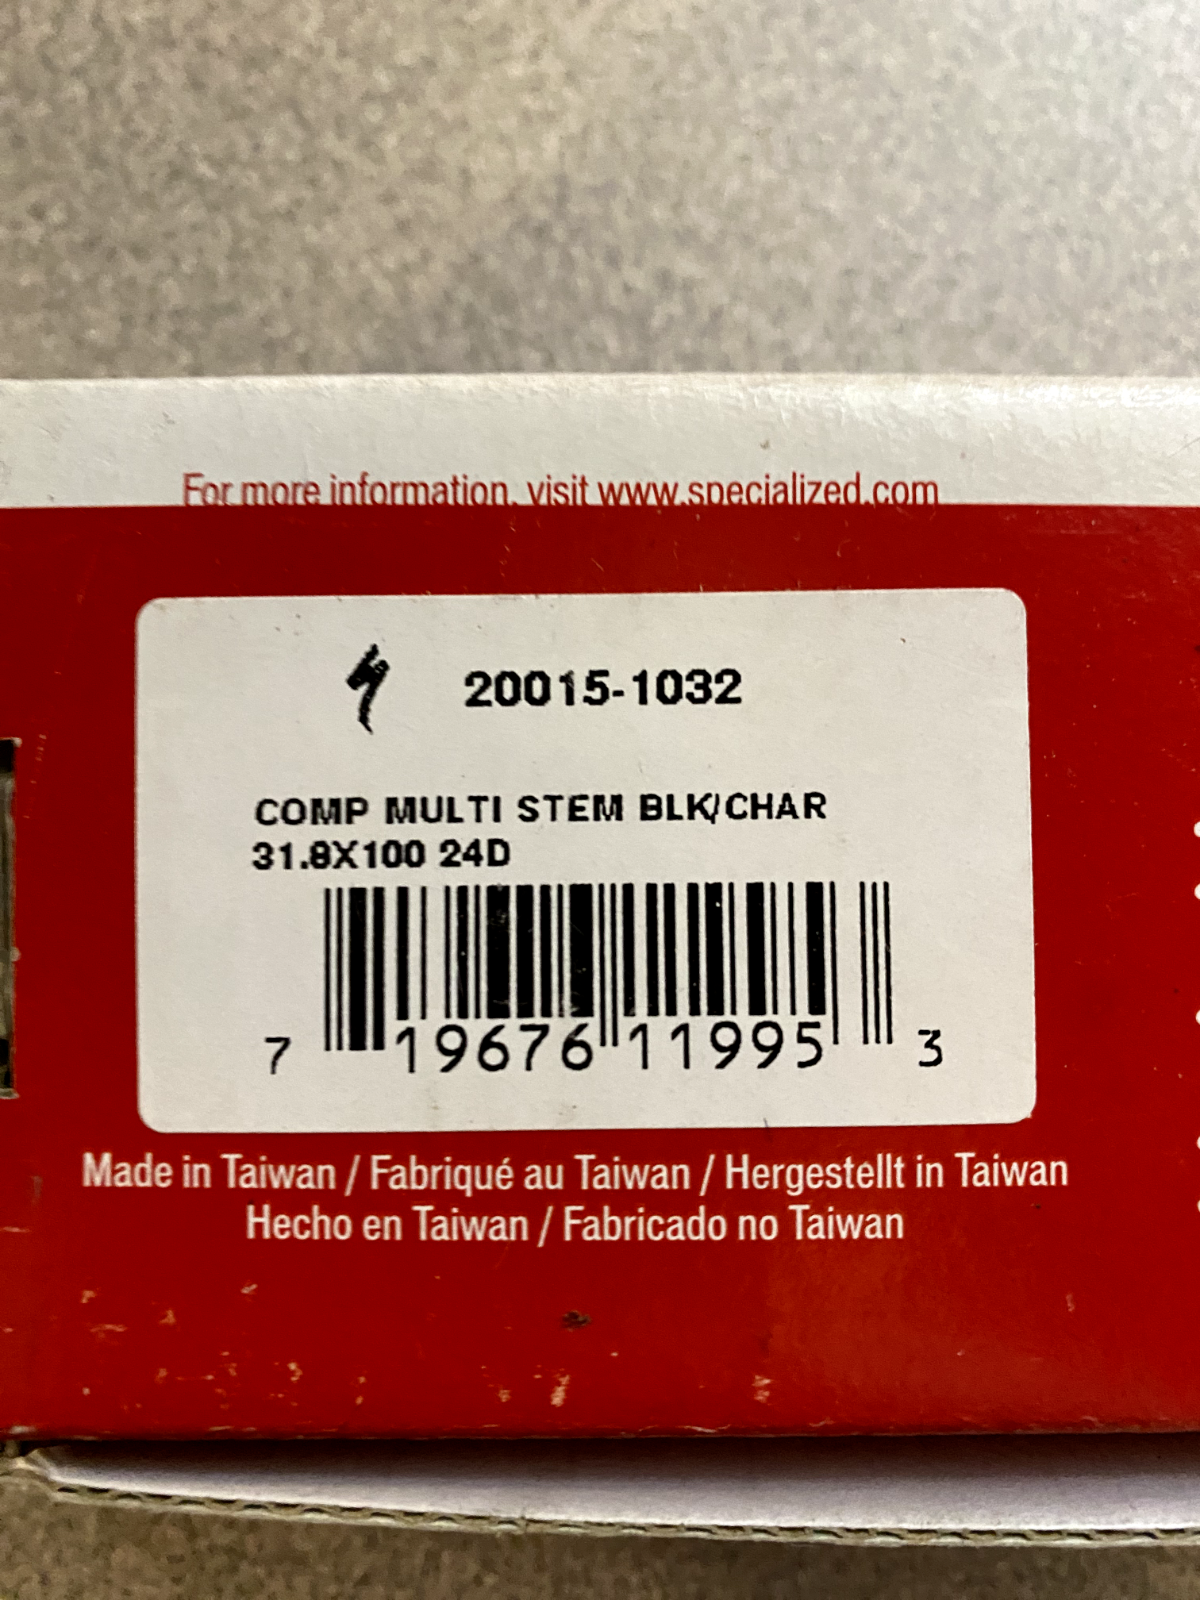 For more information, visit www.specialized.com
20015-1032
COMP MULTI STEM BLK/CHAR
31.8X100 24D
7 19676 11995 3
Made in Taiwan / Fabriqué au Taiwan / Hergestellt in Taiwan
Hecho en Taiwan / Fabricado no Taiwan